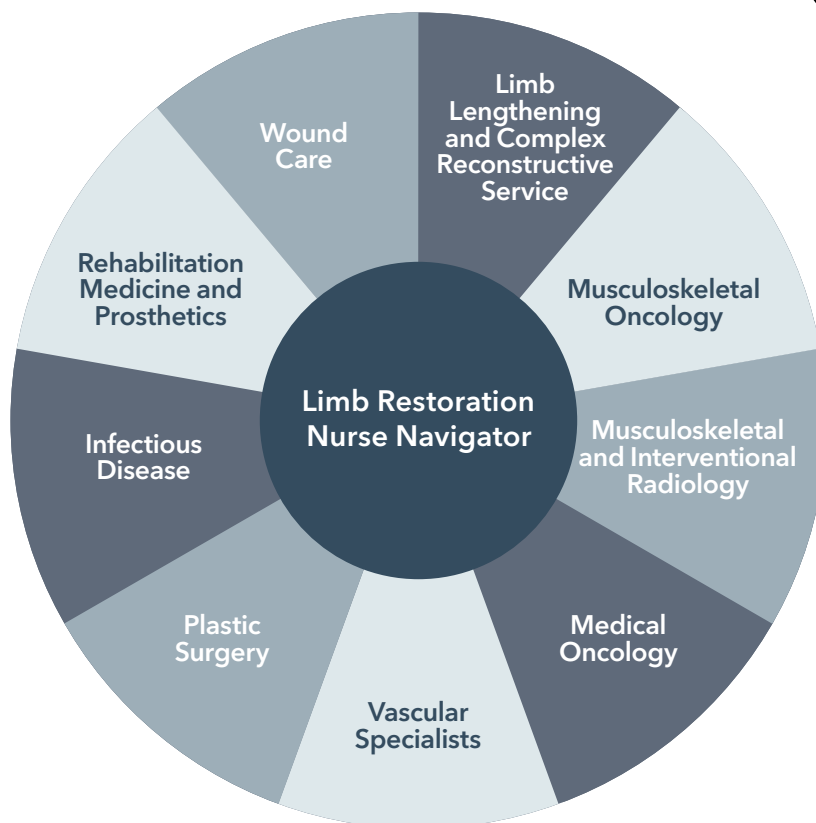 Limb
Lengthening
and Complex
Reconstructive
Service
Musculoskeletal
Oncology
Musculoskeletal
and Interventional
Radiology
Medical
Oncology
Vascular
Specialists
Plastic
Surgery
Infectious
Disease
Rehabilitation
Medicine and
Prosthetics
Wound
Care
Limb Restoration
Nurse Navigator